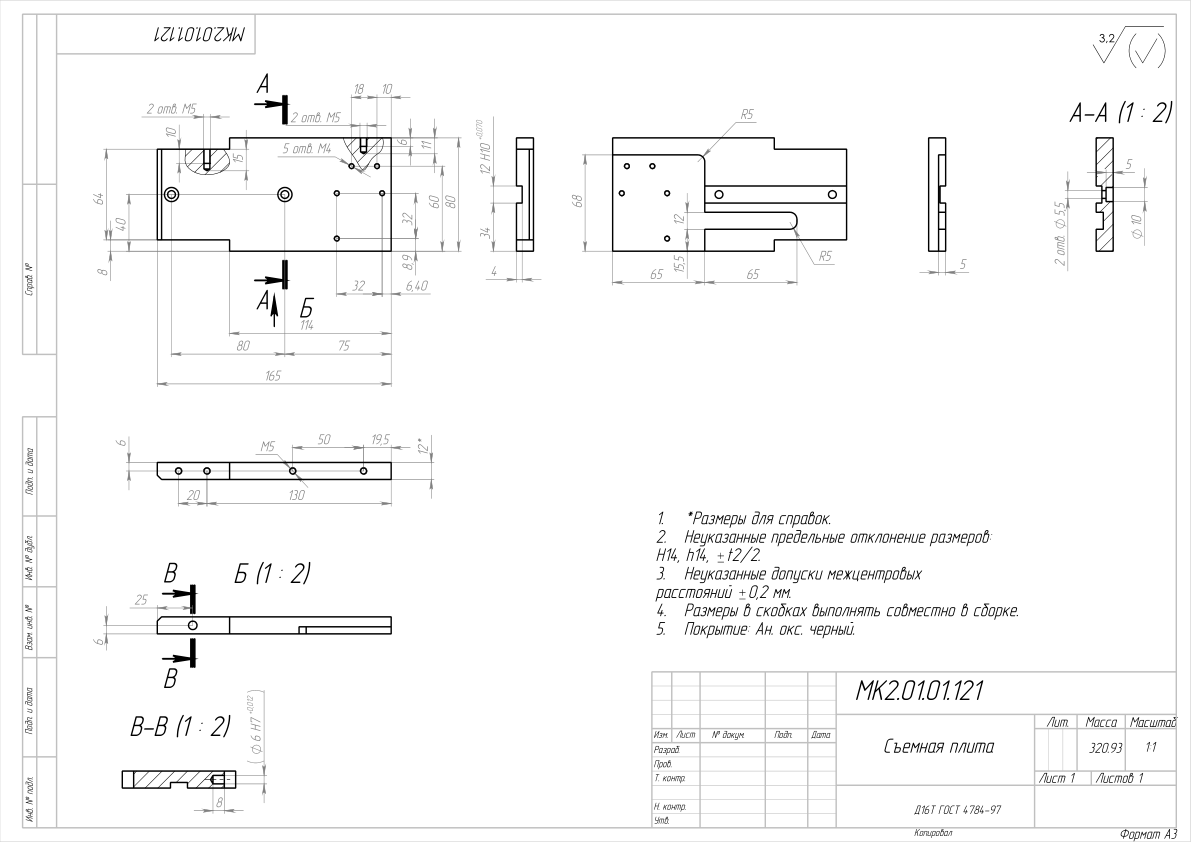 МК2.01.01.121
3,2
А
18
10
2 отв. М5
2 отв. М5
10
15
6
11
5 отв. М4
64
40
8
60
80
32
8,9
32
6,40
А
Б
114
80
75
165
12 Н10 +0,070
34
4
R5
68
12
15,5
R5
65
65
5
А-А (1 : 2)
5
2 отв. Ф 5,5
Ф 10
6
М5
50
19,5
12*
20
130
В
Б (1 : 2)
25
6
В
В-В (1 : 2)
( Ф 6 Н7 +0,012 )
8
1. *Размеры для справок.
2. Неуказанные предельные отклонение размеров:
Н14, h14, ±t2/2.
3. Неуказанные допуски межцентровых
расстояний ±0,2 мм.
4. Размеры в скобках выполнять совместно в сборке.
5. Покрытие: Ан. окс. черный.
Справ. №
Подп. и дата
Инв. № дубл.
Взам. инв. №
Подп. и дата
Инв. № подл.
МК2.01.01.121
Изм. Лист № докум. Подп. Дата
Разраб.
Пров.
Т. контр.
Н. контр.
Утв.
Съемная плита
Лит. Масса Масштаб
320.93 1:1
Лист 1 Листов 1
Д16Т ГОСТ 4784-97
Копировал
Формат А3